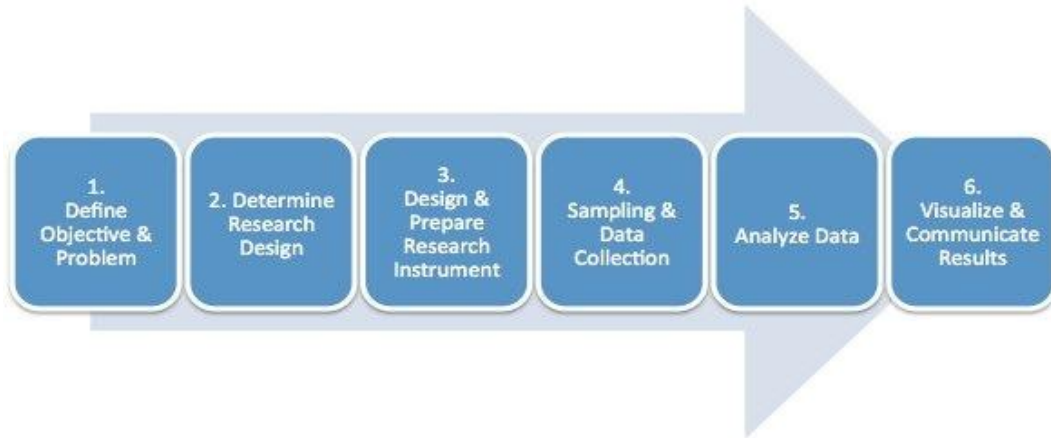 1.
Define
Objective &
Problem
2. Determine
Research
Design
3.
Design &
Prepare
Research
Instrument
4.
Sampling &
Data
Collection
5.
Analyze Data
6.
Visualize &
Communicate
Results